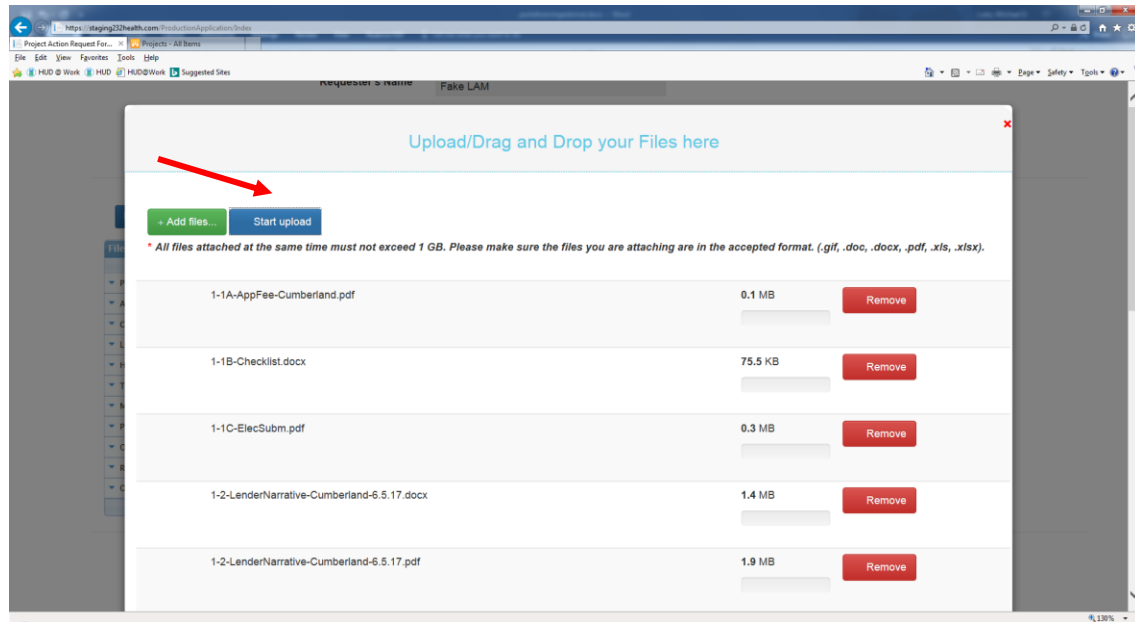 https://staging232health.com/ProductionApplication/Index
Project Action Request For... × Projects - All Items
File Edit View Favorites Tools Help
HUD @ Work HUD HUD@Work Suggested Sites Page Safety Tools
Requester's Name Fake LAM
Upload/Drag and Drop your Files here
+ Add files... Start upload
* All files attached at the same time must not exceed 1 GB. Please make sure the files you are attaching are in the accepted format. (.gif, .doc, .docx, .pdf, .xls, .xlsx).
1-1A-AppFee-Cumberland.pdf 0.1 MB Remove
1-1B-Checklist.docx 75.5 KB Remove
1-1C-ElecSubm.pdf 0.3 MB Remove
1-2-LenderNarrative-Cumberland-6.5.17.docx 1.4 MB Remove
1-2-LenderNarrative-Cumberland-6.5.17.pdf 1.9 MB Remove
130%